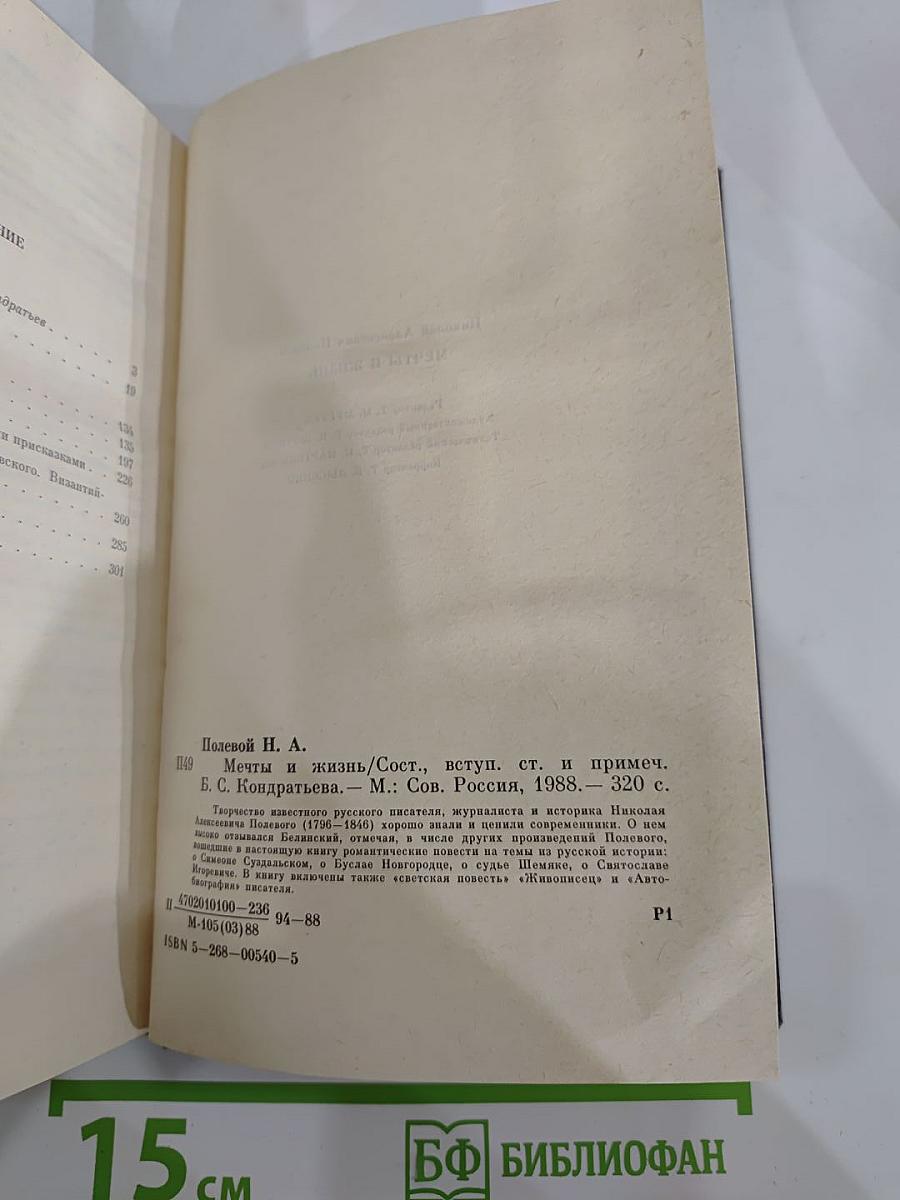 НИЕ
ндратьев .
3
19
134
135
197
и присказками . . 226
вского. Византий-
260
285
301
Полевой Н. А.
П49 Мечты и жизнь/Сост., вступ. ст. и примеч.
Б. С. Кондратьева.— М.: Сов. Россия, 1988.— 320 с.
Творчество известного русского писателя, журналиста и историка Николая
Алексеевича Полевого (1796—1846) хорошо знали и ценили современники. О нем
высоко отзывался Белинский, отмечая, в числе других произведений Полевого,
вошедшие в настоящую книгу романтические повести на темы из русской истории:
о Симеоне Суздальском, о Буслае Новгородце, о судье Шемяке, о Святославе
Игоревиче. В книгу включены также «светская повесть» «Живописец» и «Авто-
биография» писателя.
П 4702010100—236 94—88
М-105(03)88
Р1
ISBN 5—268—00540—5
15 см
БФ БИБЛИОФАН